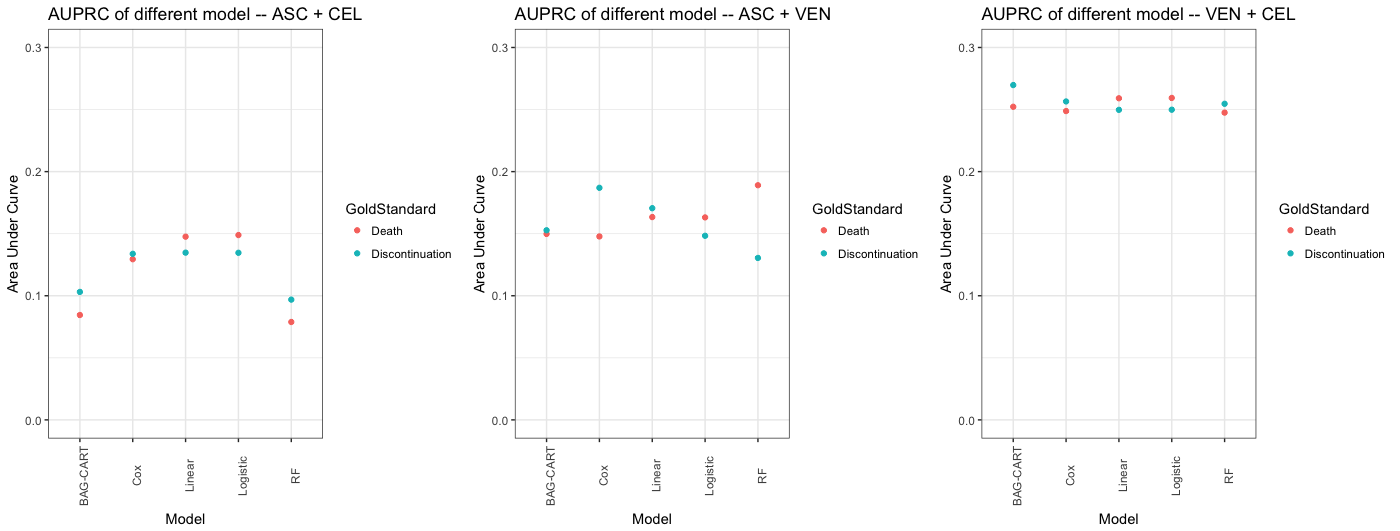 AUPRC of different model -- ASC + CEL
0.3
0.2
0.1
0.0
Area Under Curve
BAG-CART
Cox
Linear
Logistic
RF
Model
GoldStandard
Death
Discontinuation
AUPRC of different model -- ASC + VEN
0.3
0.2
0.1
0.0
Area Under Curve
BAG-CART
Cox
Linear
Logistic
RF
Model
GoldStandard
Death
Discontinuation
AUPRC of different model -- VEN + CEL
0.3
0.2
0.1
0.0
Area Under Curve
BAG-CART
Cox
Linear
Logistic
RF
Model
GoldStandard
Death
Discontinuation